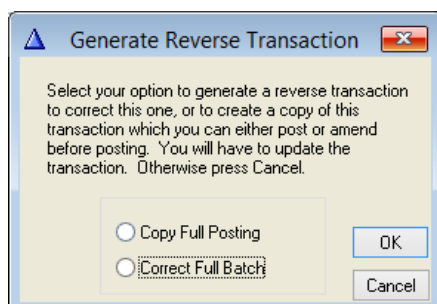 Generate Reverse Transaction
Select your option to generate a reverse transaction
to correct this one, or to create a copy of this
transaction which you can either post or amend
before posting. You will have to update the
transaction. Otherwise press Cancel.
Copy Full Posting
OK
Correct Full Batch
Cancel